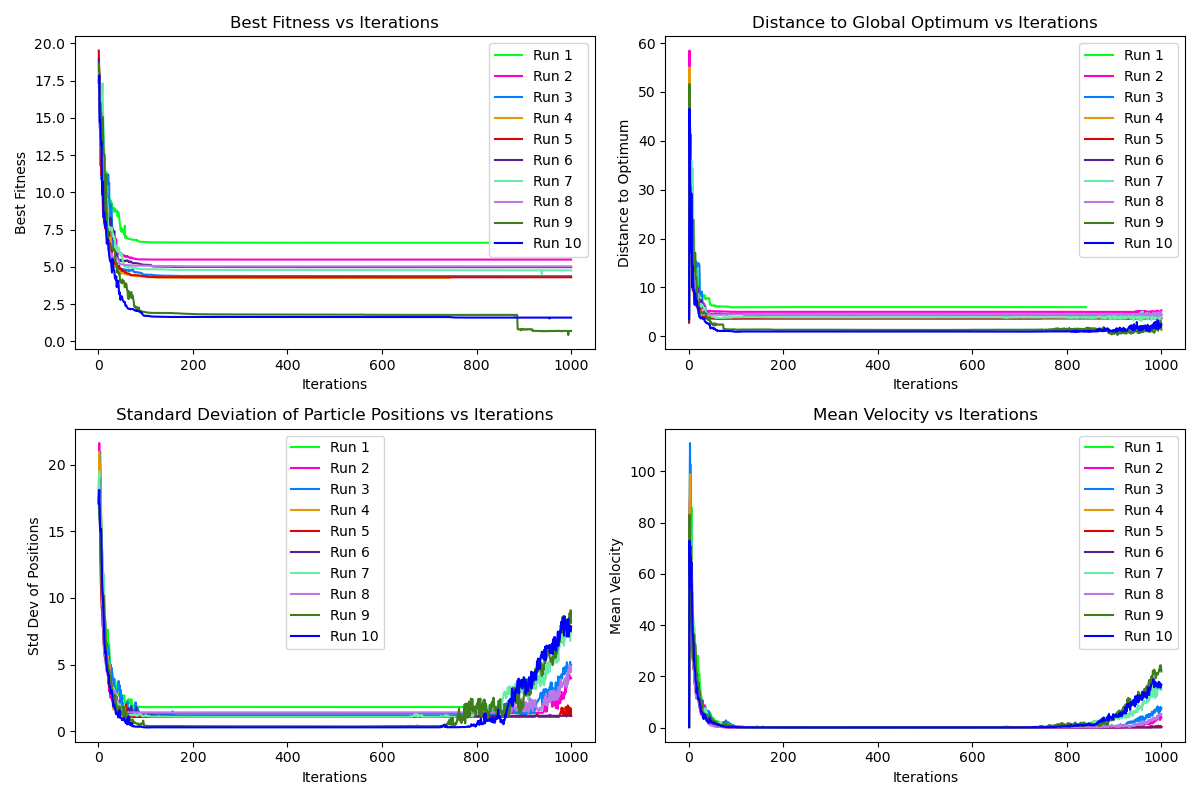 Best Fitness vs Iterations
20.0
17.5
15.0
12.5
10.0
7.5
5.0
2.5
0.0
Best Fitness
Run 1
Run 2
Run 3
Run 4
Run 5
Run 6
Run 7
Run 8
Run 9
Run 10
0
200
400
600
800
1000
Iterations
Distance to Global Optimum vs Iterations
60
50
40
30
20
10
0
Distance to Optimum
Run 1
Run 2
Run 3
Run 4
Run 5
Run 6
Run 7
Run 8
Run 9
Run 10
0
200
400
600
800
1000
Iterations
Standard Deviation of Particle Positions vs Iterations
20
15
10
5
0
Std Dev of Positions
Run 1
Run 2
Run 3
Run 4
Run 5
Run 6
Run 7
Run 8
Run 9
Run 10
0
200
400
600
800
1000
Iterations
Mean Velocity vs Iterations
100
80
60
40
20
0
Mean Velocity
Run 1
Run 2
Run 3
Run 4
Run 5
Run 6
Run 7
Run 8
Run 9
Run 10
0
200
400
600
800
1000
Iterations